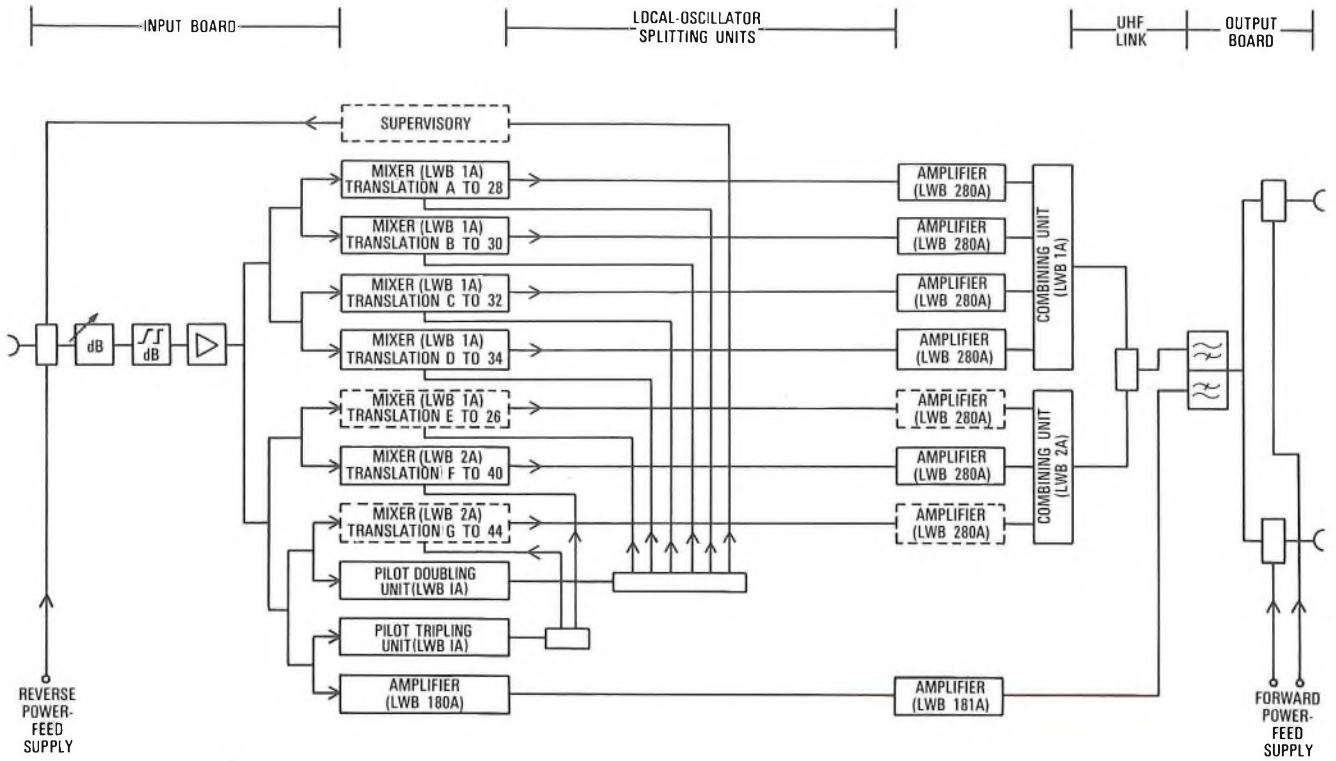 INPUT BOARD
LOCAL-OSCILLATOR
SPLITTING UNITS
UHF
LINK
OUTPUT
BOARD
SUPERVISORY
MIXER (LWB 1A)
TRANSLATION A TO 28
AMPLIFIER
(LWB 280A)
MIXER (LWB 1A)
TRANSLATION B TO 30
AMPLIFIER
(LWB 280A)
MIXER (LWB 1A)
TRANSLATION C TO 32
AMPLIFIER
(LWB 280A)
MIXER (LWB 1A)
TRANSLATION D TO 34
AMPLIFIER
(LWB 280A)
COMBINING UNIT
(LWB 1A)
dB
dB
MIXER (LWB 1A)
TRANSLATION E TO 26
AMPLIFIER
(LWB 280A)
MIXER (LWB 2A)
TRANSLATION F TO 40
AMPLIFIER
(LWB 280A)
MIXER (LWB 2A)
TRANSLATION G TO 44
AMPLIFIER
(LWB 280A)
COMBINING UNIT
(LWB 2A)
PILOT DOUBLING
UNIT(LWB IA)
PILOT TRIPLING
UNIT(LWB IA)
AMPLIFIER
(LWB 180A)
AMPLIFIER
(LWB 181A)
REVERSE
POWER-
FEED
SUPPLY
FORWARD
POWER-
FEED
SUPPLY